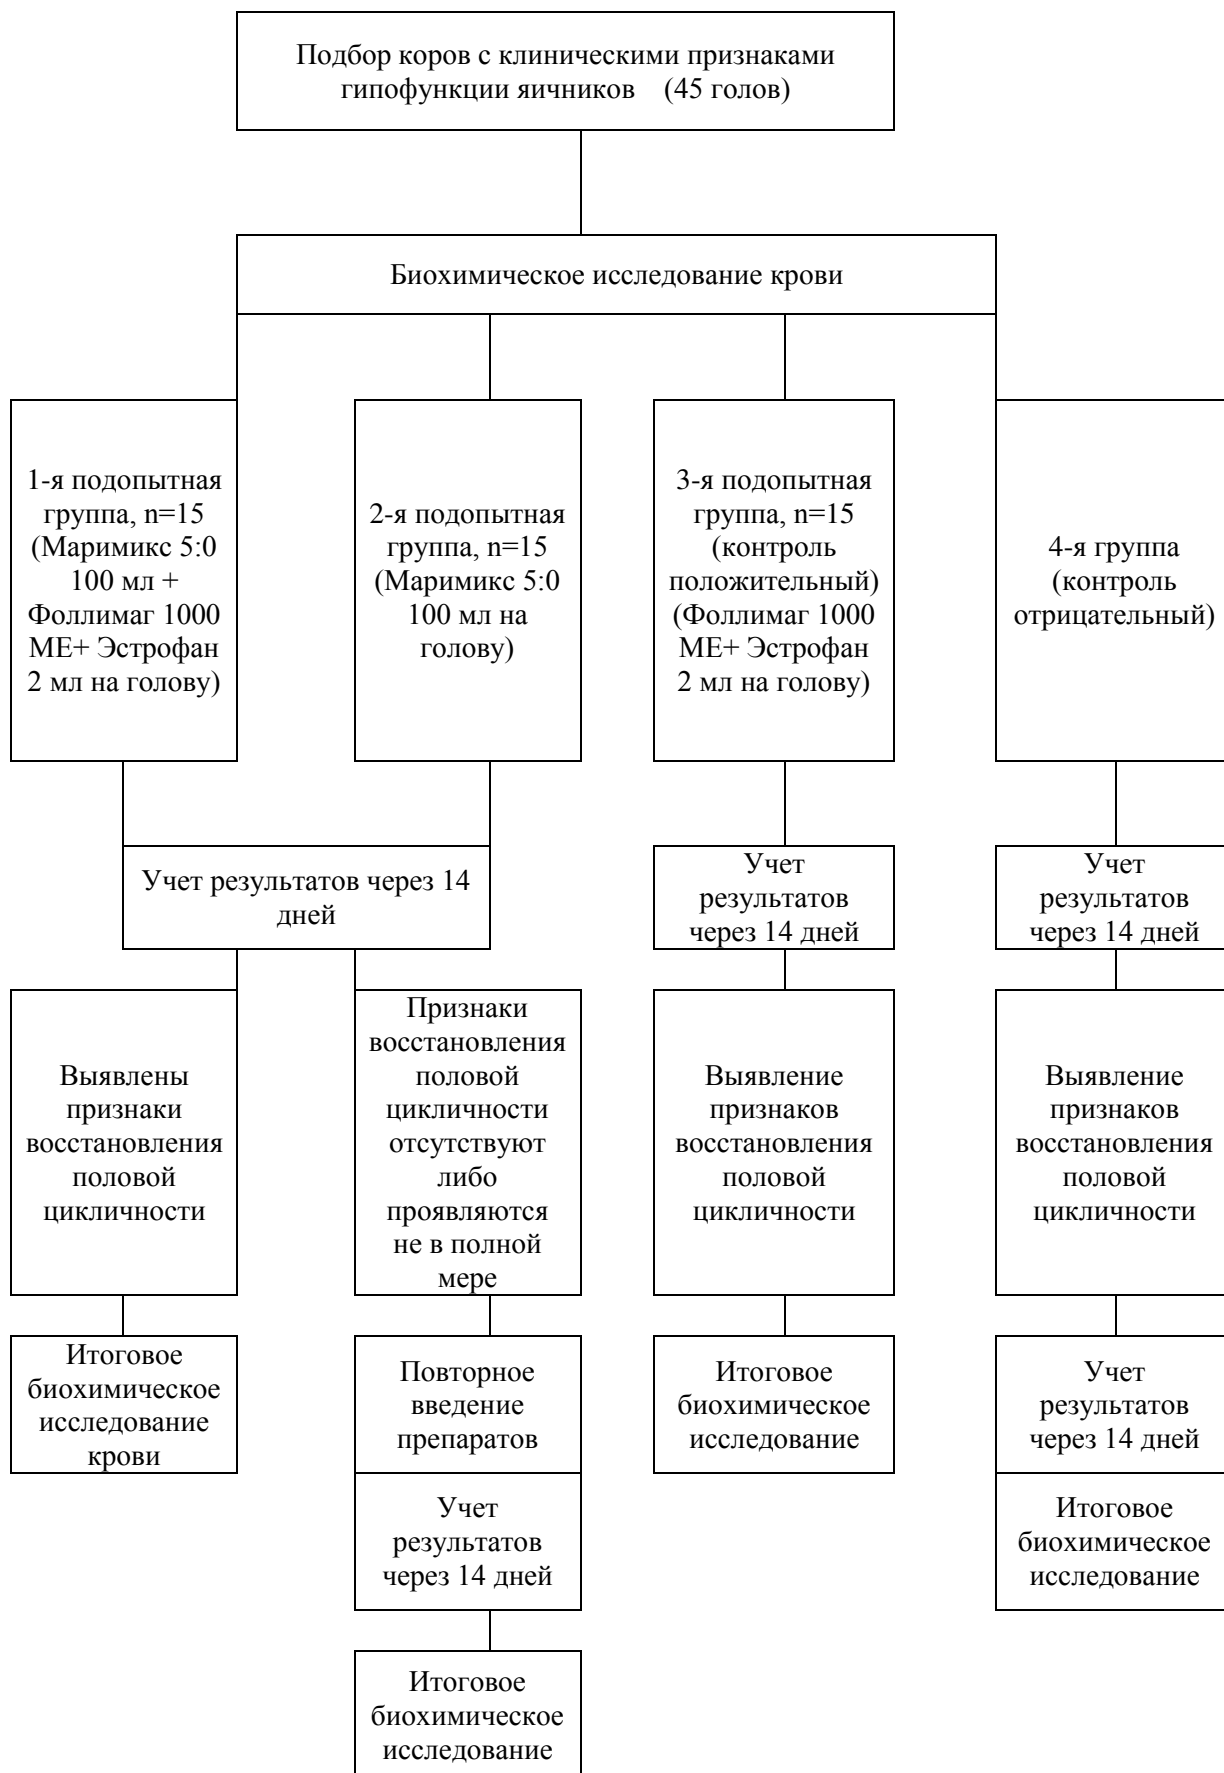 Подбор коров с клиническими признаками
гипофункции яичников (45 голов)
Биохимическое исследование крови
1-я подопытная
группа, n=15
(Маримикс 5:0
100 мл +
Фоллимаг 1000
МЕ+ Эстрофан
2 мл на голову)
2-я подопытная
группа, n=15
(Маримикс 5:0
100 мл на
голову)
3-я подопытная
группа, n=15
(контроль
положительный)
(Фоллимаг 1000
МЕ+ Эстрофан
2 мл на голову)
4-я группа
(контроль
отрицательный)
Учет результатов через 14
дней
Учет
результатов
через 14 дней
Учет
результатов
через 14 дней
Выявлены
признаки
восстановления
половой
цикличности
Признаки
восстановления
половой
цикличности
отсутствуют
либо
проявляются
не в полной
мере
Выявление
признаков
восстановления
половой
цикличности
Выявление
признаков
восстановления
половой
цикличности
Итоговое
биохимическое
исследование
крови
Повторное
введение
препаратов
Итоговое
биохимическое
исследование
Учет
результатов
через 14 дней
Учет
результатов
через 14 дней
Итоговое
биохимическое
исследование
Итоговое
биохимическое
исследование